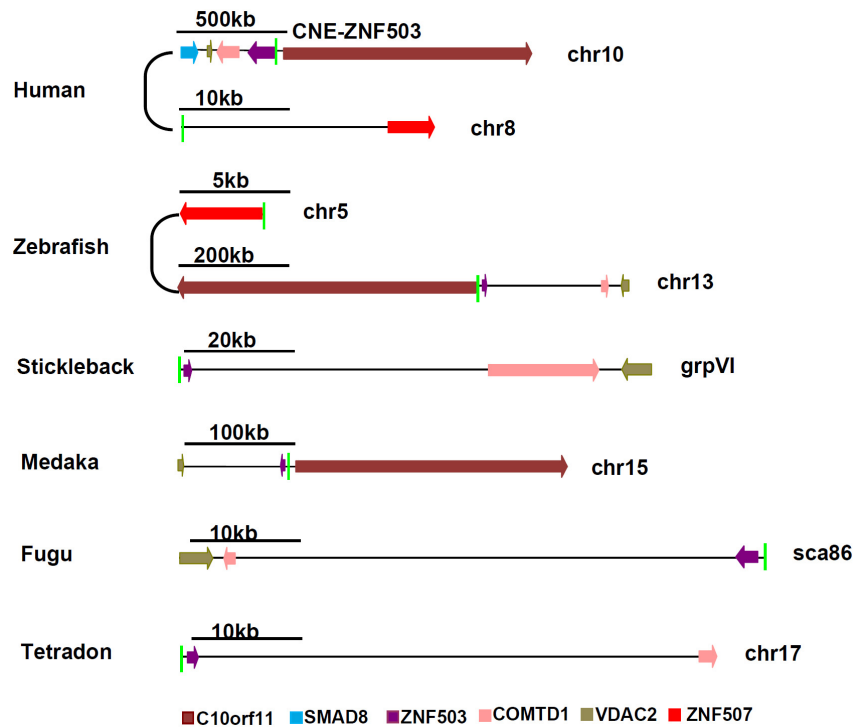 500kb
CNE-ZNF503
chr10
Human
10kb
chr8
5kb
chr5
Zebrafish
200kb
chr13
20kb
Stickleback
grpVI
100kb
Medaka
chr15
10kb
Fugu
sca86
10kb
Tetradon
chr17
C10orf11 SMAD8 ZNF503 COMTD1 VDAC2 ZNF507